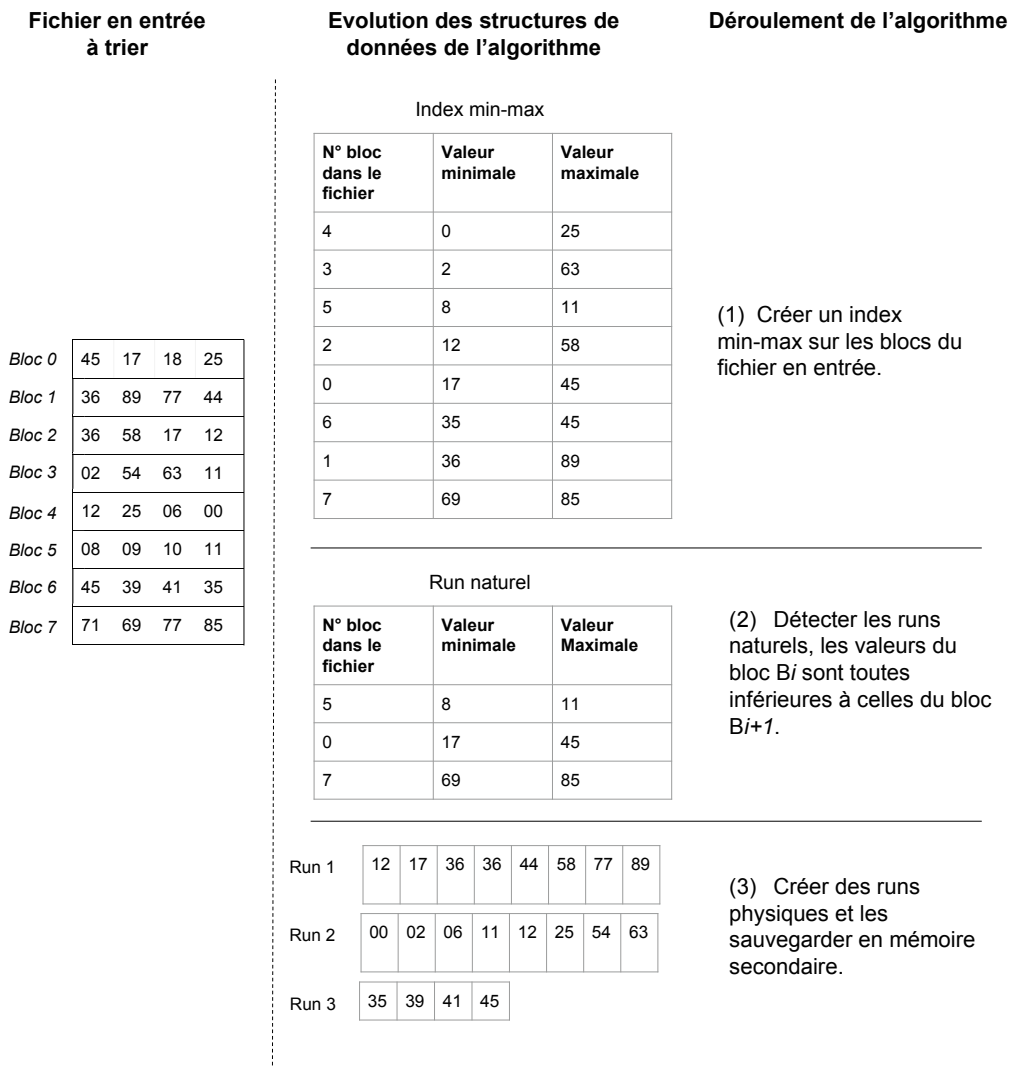 Fichier en entrée
à trier
Evolution des structures de
données de l'algorithme
Déroulement de l'algorithme
Bloc 0 45 17 18 25
Bloc 1 36 89 77 44
Bloc 2 36 58 17 12
Bloc 3 02 54 63 11
Bloc 4 12 25 06 00
Bloc 5 08 09 10 11
Bloc 6 45 39 41 35
Bloc 7 71 69 77 85
Index min-max
N° bloc
dans le
fichier
Valeur
minimale
Valeur
maximale
4 0 25
3 2 63
5 8 11
2 12 58
0 17 45
6 35 45
1 36 89
7 69 85
(1) Créer un index
min-max sur les blocs du
fichier en entrée.
Run naturel
N° bloc
dans le
fichier
Valeur
minimale
Valeur
Maximale
5 8 11
0 17 45
7 69 85
(2) Détecter les runs
naturels, les valeurs du
bloc Bi sont toutes
inférieures à celles du bloc
Bi+1.
Run 1 12 17 36 36 44 58 77 89
Run 2 00 02 06 11 12 25 54 63
Run 3 35 39 41 45
(3) Créer des runs
physiques et les
sauvegarder en mémoire
secondaire.